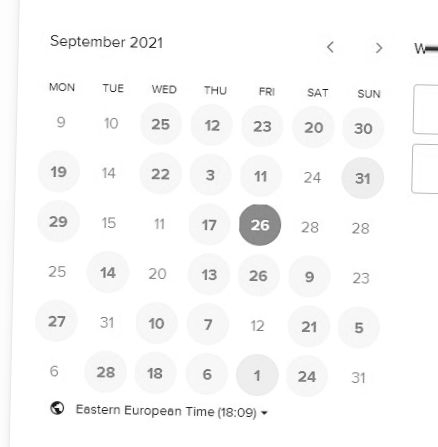 September 2021
MON TUE WED THU FRI SAT SUN
9 10 25 12 23 20 30
19 14 22 3 11 24 31
29 15 11 17 26 28 28
25 14 20 13 26 9 23
27 31 10 7 12 21 5
6 28 18 6 1 24 31
Eastern European Time (18:09)